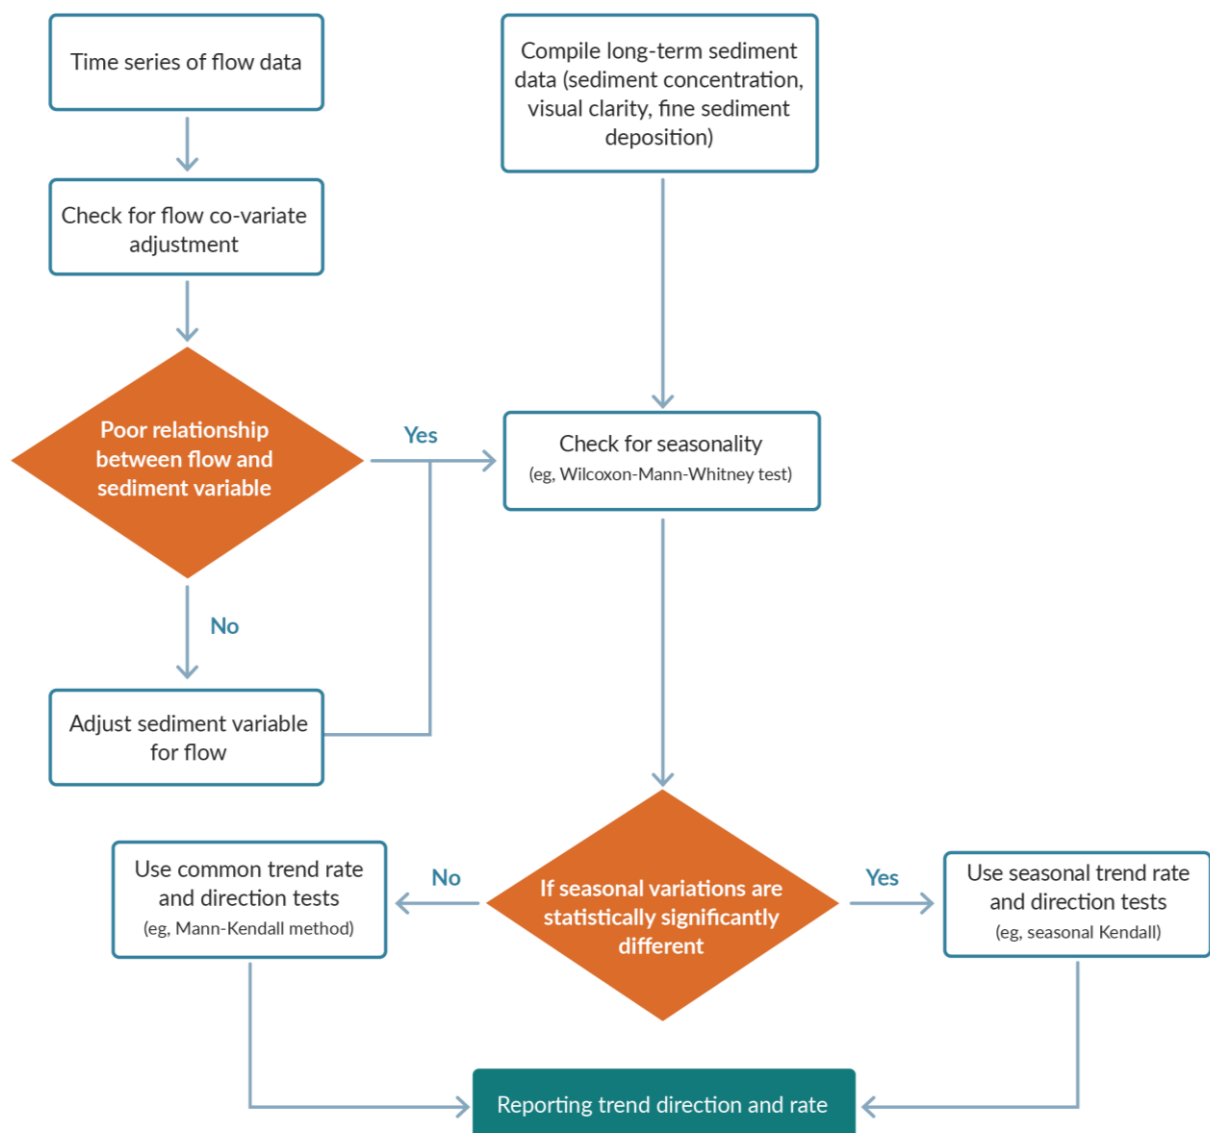 Time series of flow data
Compile long-term sediment
data (sediment concentration,
visual clarity, fine sediment
deposition)
Check for flow co-variate
adjustment
Poor relationship
between flow and
sediment variable
Yes
Check for seasonality
(eg, Wilcoxon-Mann-Whitney test)
No
Adjust sediment variable
for flow
Use common trend rate
and direction tests
(eg, Mann-Kendall method)
No
If seasonal variations are
statistically significantly
different
Yes
Use seasonal trend rate
and direction tests
(eg, seasonal Kendall)
Reporting trend direction and rate